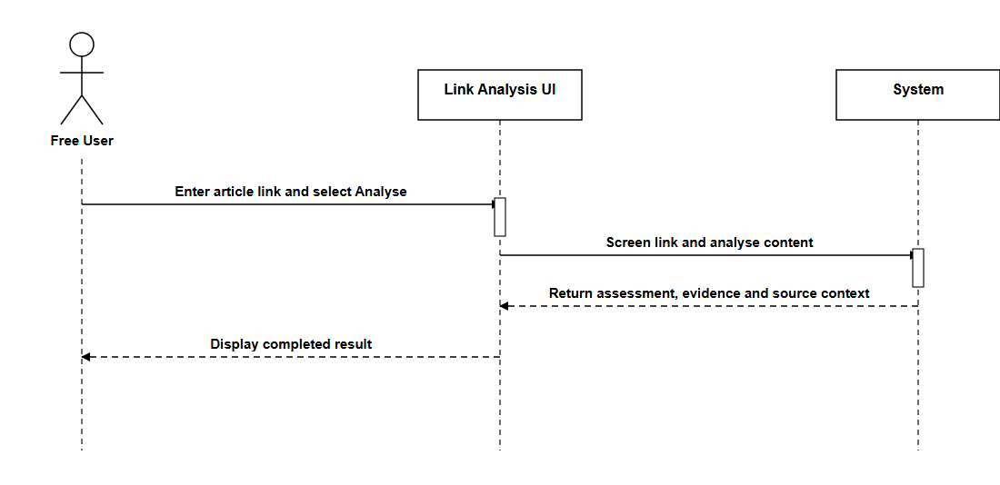 Link Analysis UI
System
Free User
Enter article link and select Analyse
Screen link and analyse content
Return assessment, evidence and source context
Display completed result